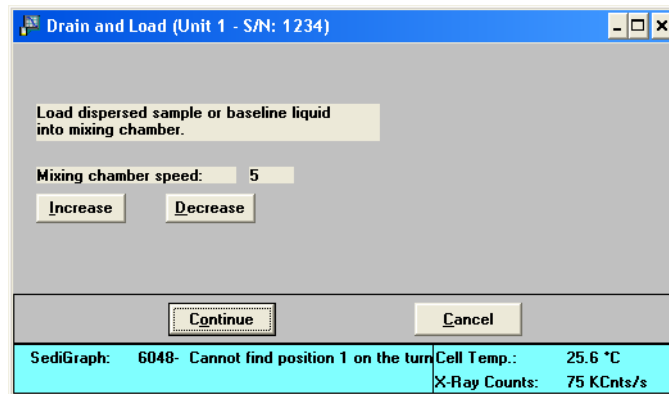 Drain and Load (Unit 1 - S/N: 1234)
Load dispersed sample or baseline liquid
into mixing chamber.
Mixing chamber speed: 5
Increase Decrease
Continue Cancel
SediGraph: 6048- Cannot find position 1 on the turn Cell Temp.: 25.6 °C
X-Ray Counts: 75 KCnts/s